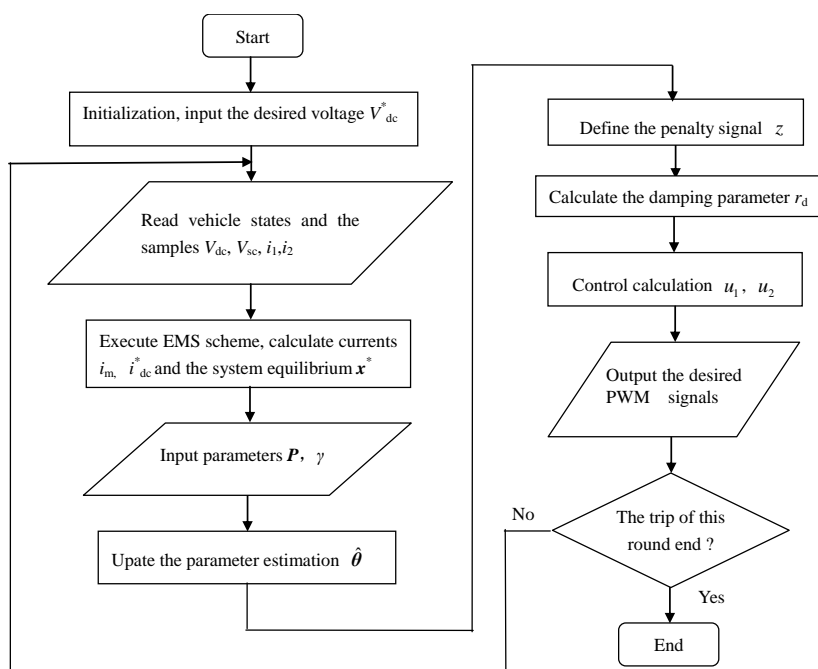 Start
Initialization, input the desired voltage V*dc
Read vehicle states and the
samples Vdc, Vsc, i1,i2
Execute EMS scheme, calculate currents
im, i*dc and the system equilibrium x*
Input parameters P, γ
Upate the parameter estimation θ̂
Define the penalty signal z
Calculate the damping parameter rd
Control calculation u1, u2
Output the desired
PWM signals
The trip of this
round end ?
No
Yes
End